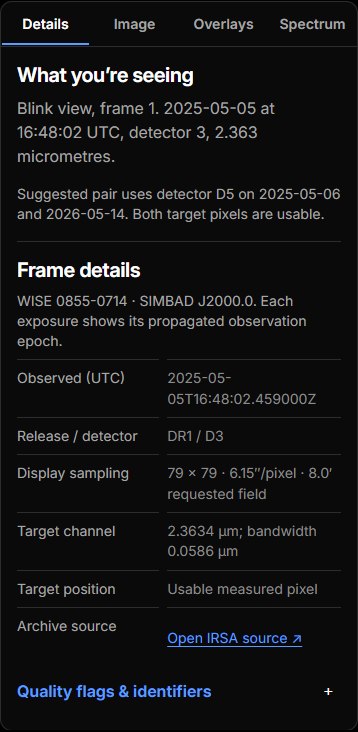 Details Image Overlays Spectrum
What you’re seeing
Blink view, frame 1. 2025-05-05 at
16:48:02 UTC, detector 3, 2.363
micrometres.
Suggested pair uses detector D5 on 2025-05-06
and 2026-05-14. Both target pixels are usable.
Frame details
WISE 0855-0714 · SIMBAD J2000.0. Each
exposure shows its propagated observation
epoch.
Observed (UTC) 2025-05-
05T16:48:02.459000Z
Release / detector DR1 / D3
Display sampling 79 × 79 · 6.15″/pixel · 8.0′
requested field
Target channel 2.3634 µm; bandwidth
0.0586 µm
Target position Usable measured pixel
Archive source
Open IRSA source ↗
Quality flags & identifiers +